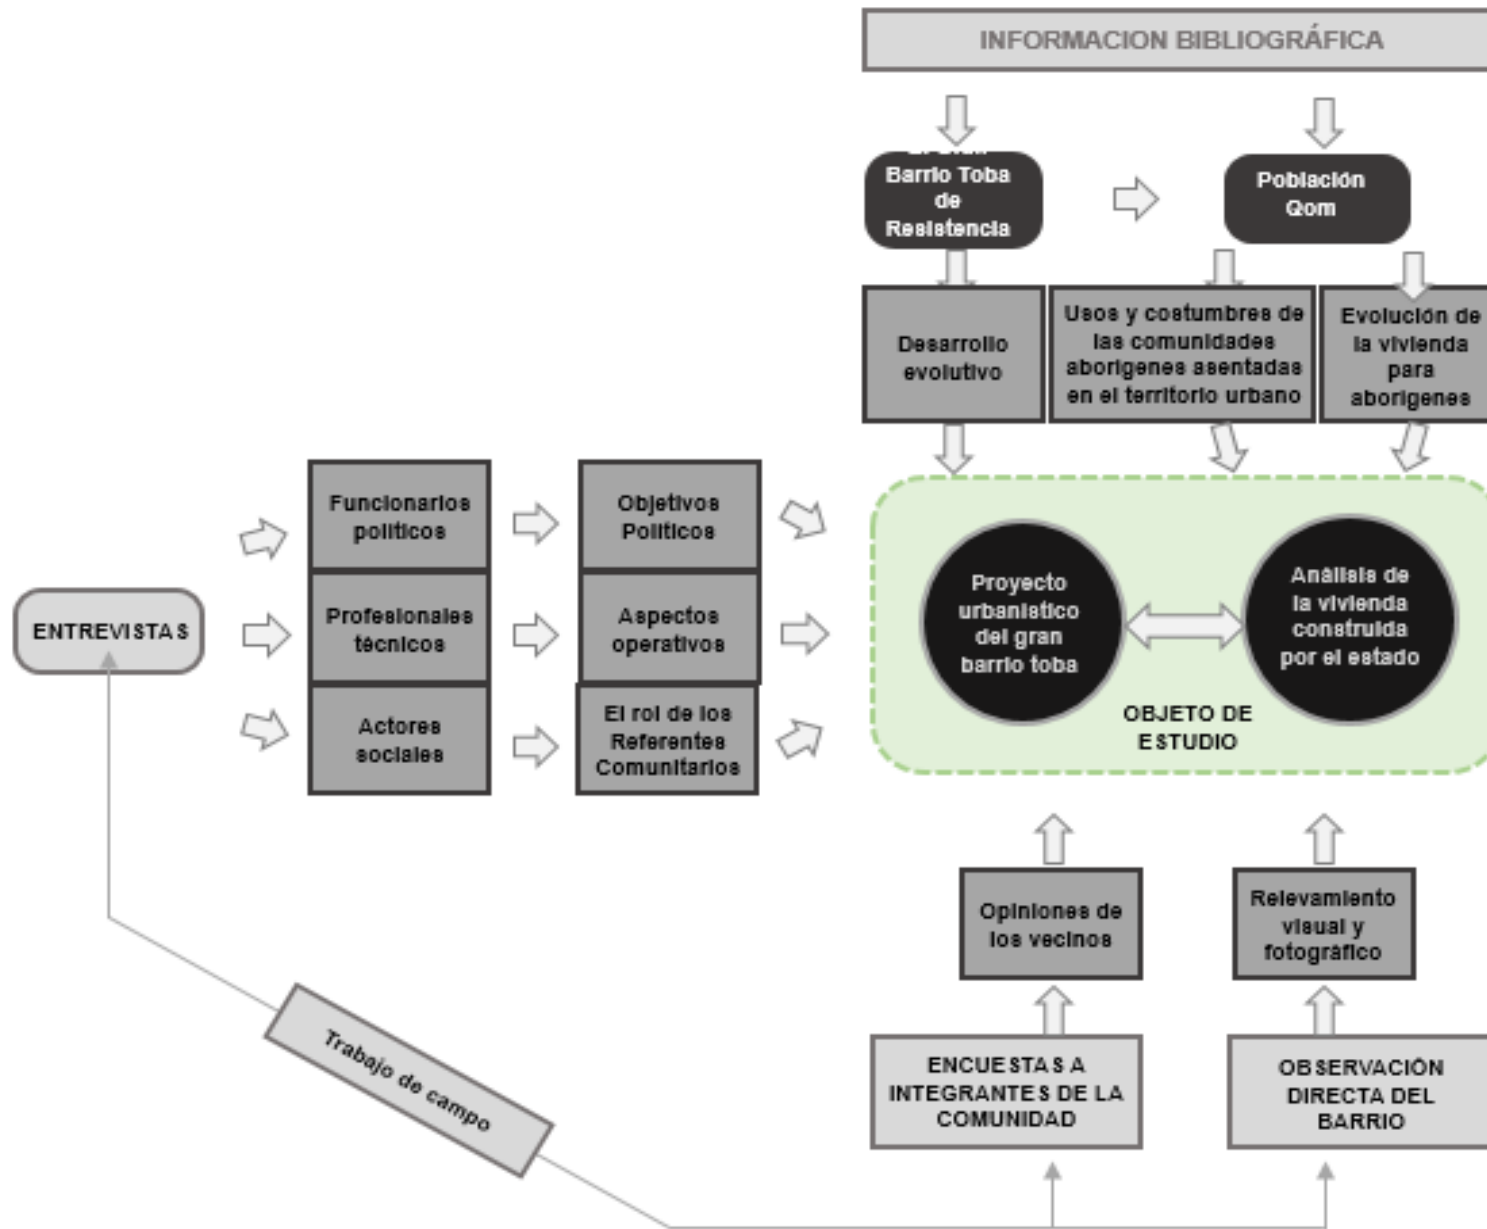 INFORMACION BIBLIOGRÁFICA
Barrio Toba
de
Resistencia
Población
Qom
Desarrollo
evolutivo
Usos y costumbres de
las comunidades
aborigenes asentadas
en el territorio urbano
Evolución de
la vivienda
para
aborigenes
ENTREVISTAS
Funcionarios
políticos
Profesionales
técnicos
Actores
sociales
Objetivos
Políticos
Aspectos
operativos
El rol de los
Referentes
Comunitarios
Proyecto
urbanístico
del gran
barrio toba
Análisis de
la vivienda
construida
por el estado
OBJETO DE
ESTUDIO
Opiniones de
los vecinos
Relevamiento
visual y
fotográfico
ENCUESTAS A
INTEGRANTES DE LA
COMUNIDAD
OBSERVACIÓN
DIRECTA DEL
BARRIO
Trabajo de campo